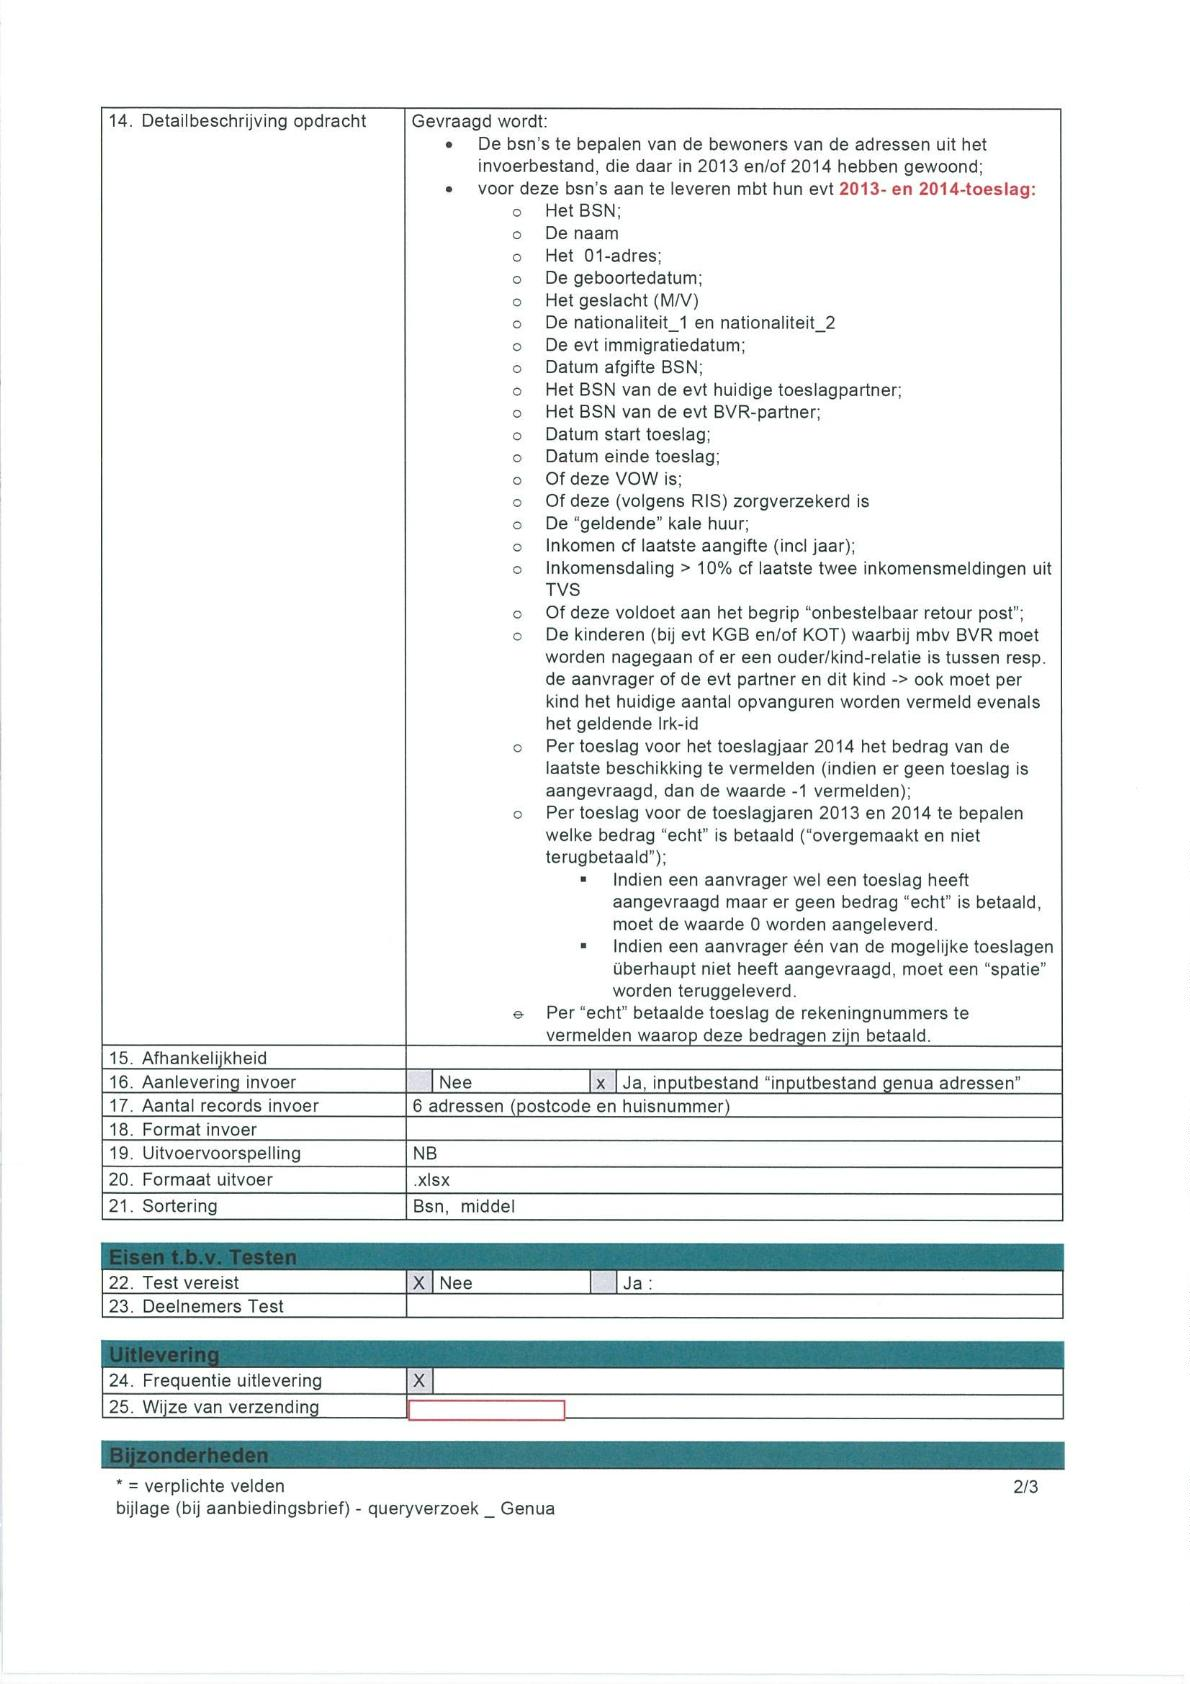 14. Detailbeschrijving opdracht
Gevraagd wordt:
• De bsn's te bepalen van de bewoners van de adressen uit het
invoerbestand, die daar in 2013 en/of 2014 hebben gewoond;
• voor deze bsn's aan te leveren mbt hun evt 2013- en 2014-toeslag:
o Het BSN;
o De naam
o Het 01-adres;
o De geboortedatum;
o Het geslacht (M/V)
o De nationaliteit_1 en nationaliteit_2
o De evt immigratiedatum;
o Datum afgifte BSN;
o Het BSN van de evt huidige toeslagpartner;
o Het BSN van de evt BVR-partner;
o Datum start toeslag;
o Datum einde toeslag;
o Of deze VOW is;
o Of deze (volgens RIS) zorgverzekerd is
o De “geldende” kale huur;
o Inkomen cf laatste aangifte (incl jaar);
o Inkomensdaling > 10% cf laatste twee inkomensmeldingen uit
TVS
o Of deze voldoet aan het begrip “onbestelbaar retour post”;
o De kinderen (bij evt KGB en/of KOT) waarbij mbv BVR moet
worden nagegaan of er een ouder/kind-relatie is tussen resp.
de aanvrager of de evt partner en dit kind -> ook moet per
kind het huidige aantal opvanguren worden vermeld evenals
het geldende lrk-id
o Per toeslag voor het toeslagjaar 2014 het bedrag van de
laatste beschikking te vermelden (indien er geen toeslag is
aangevraagd, dan de waarde -1 vermelden);
o Per toeslag voor de toeslagjaren 2013 en 2014 te bepalen
welke bedrag “echt” is betaald (“overgemaakt en niet
terugbetaald”);
▪ Indien een aanvrager wel een toeslag heeft
aangevraagd maar er geen bedrag “echt” is betaald,
moet de waarde 0 worden aangeleverd.
▪ Indien een aanvrager één van de mogelijke toeslagen
überhaupt niet heeft aangevraagd, moet een “spatie”
worden teruggeleverd.
o Per “echt” betaalde toeslag de rekeningnummers te
vermelden waarop deze bedragen zijn betaald.
15. Afhankelijkheid
16. Aanlevering invoer Nee x Ja, inputbestand “inputbestand genua adressen”
17. Aantal records invoer 6 adressen (postcode en huisnummer)
18. Format invoer
19. Uitvoervoorspelling NB
20. Formaat uitvoer .xlsx
21. Sortering Bsn, middel
Eisen t.b.v. Testen
22. Test vereist X Nee Ja :
23. Deelnemers Test
Uitlevering
24. Frequentie uitlevering X
25. Wijze van verzending
Bijzonderheden
* = verplichte velden 2/3
bijlage (bij aanbiedingsbrief) - queryverzoek _ Genua